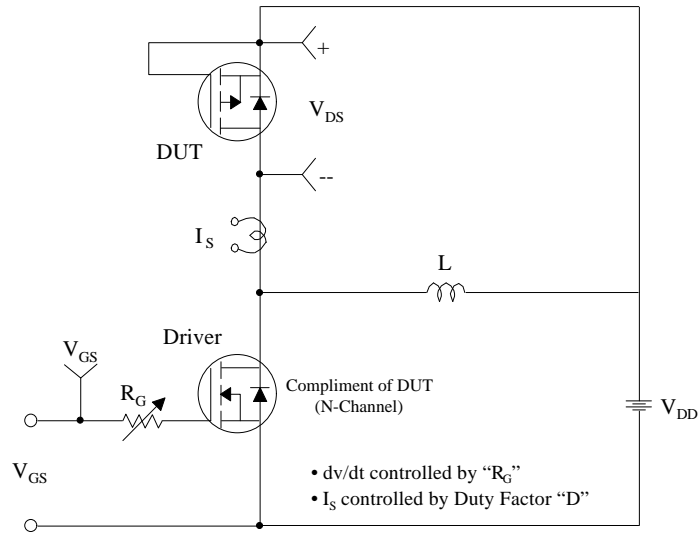 +
V_DS
DUT
--
I_S
L
Driver
V_GS
R_G
Compliment of DUT
(N-Channel)
V_DD
V_GS
• dv/dt controlled by “R_G”
• I_S controlled by Duty Factor “D”